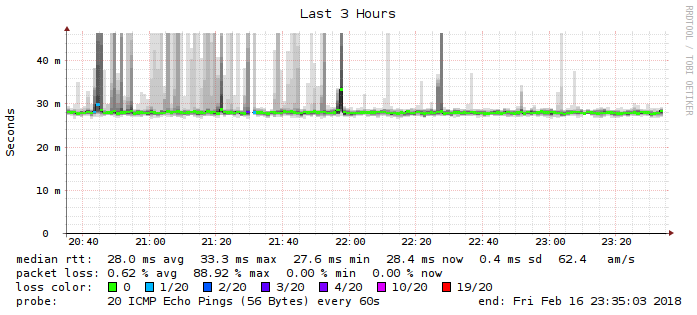 Last 3 Hours
RRDTOOL / TOBI OETIKER
Seconds
40 m
30 m
20 m
10 m
0
20:40 21:00 21:20 21:40 22:00 22:20 22:40 23:00 23:20
median rtt: 28.0 ms avg 33.3 ms max 27.6 ms min 28.4 ms now 0.4 ms sd 62.4 am/s
packet loss: 0.62 % avg 88.92 % max 0.00 % min 0.00 % now
loss color: 0 1/20 2/20 3/20 4/20 10/20 19/20
probe: 20 ICMP Echo Pings (56 Bytes) every 60s end: Fri Feb 16 23:35:03 2018